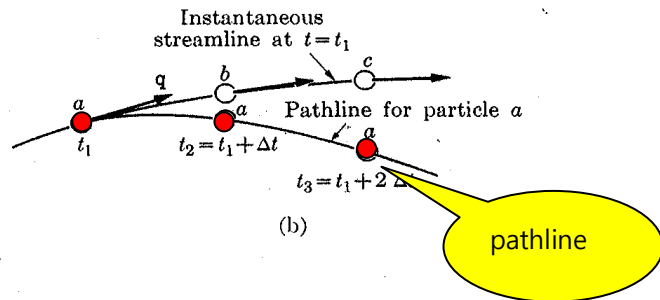 Instantaneous
streamline at t=t₁
a
q
b
c
a
Pathline for particle a
a
t₁
t₂=t₁+Δt
t₃=t₁+2
pathline
(b)